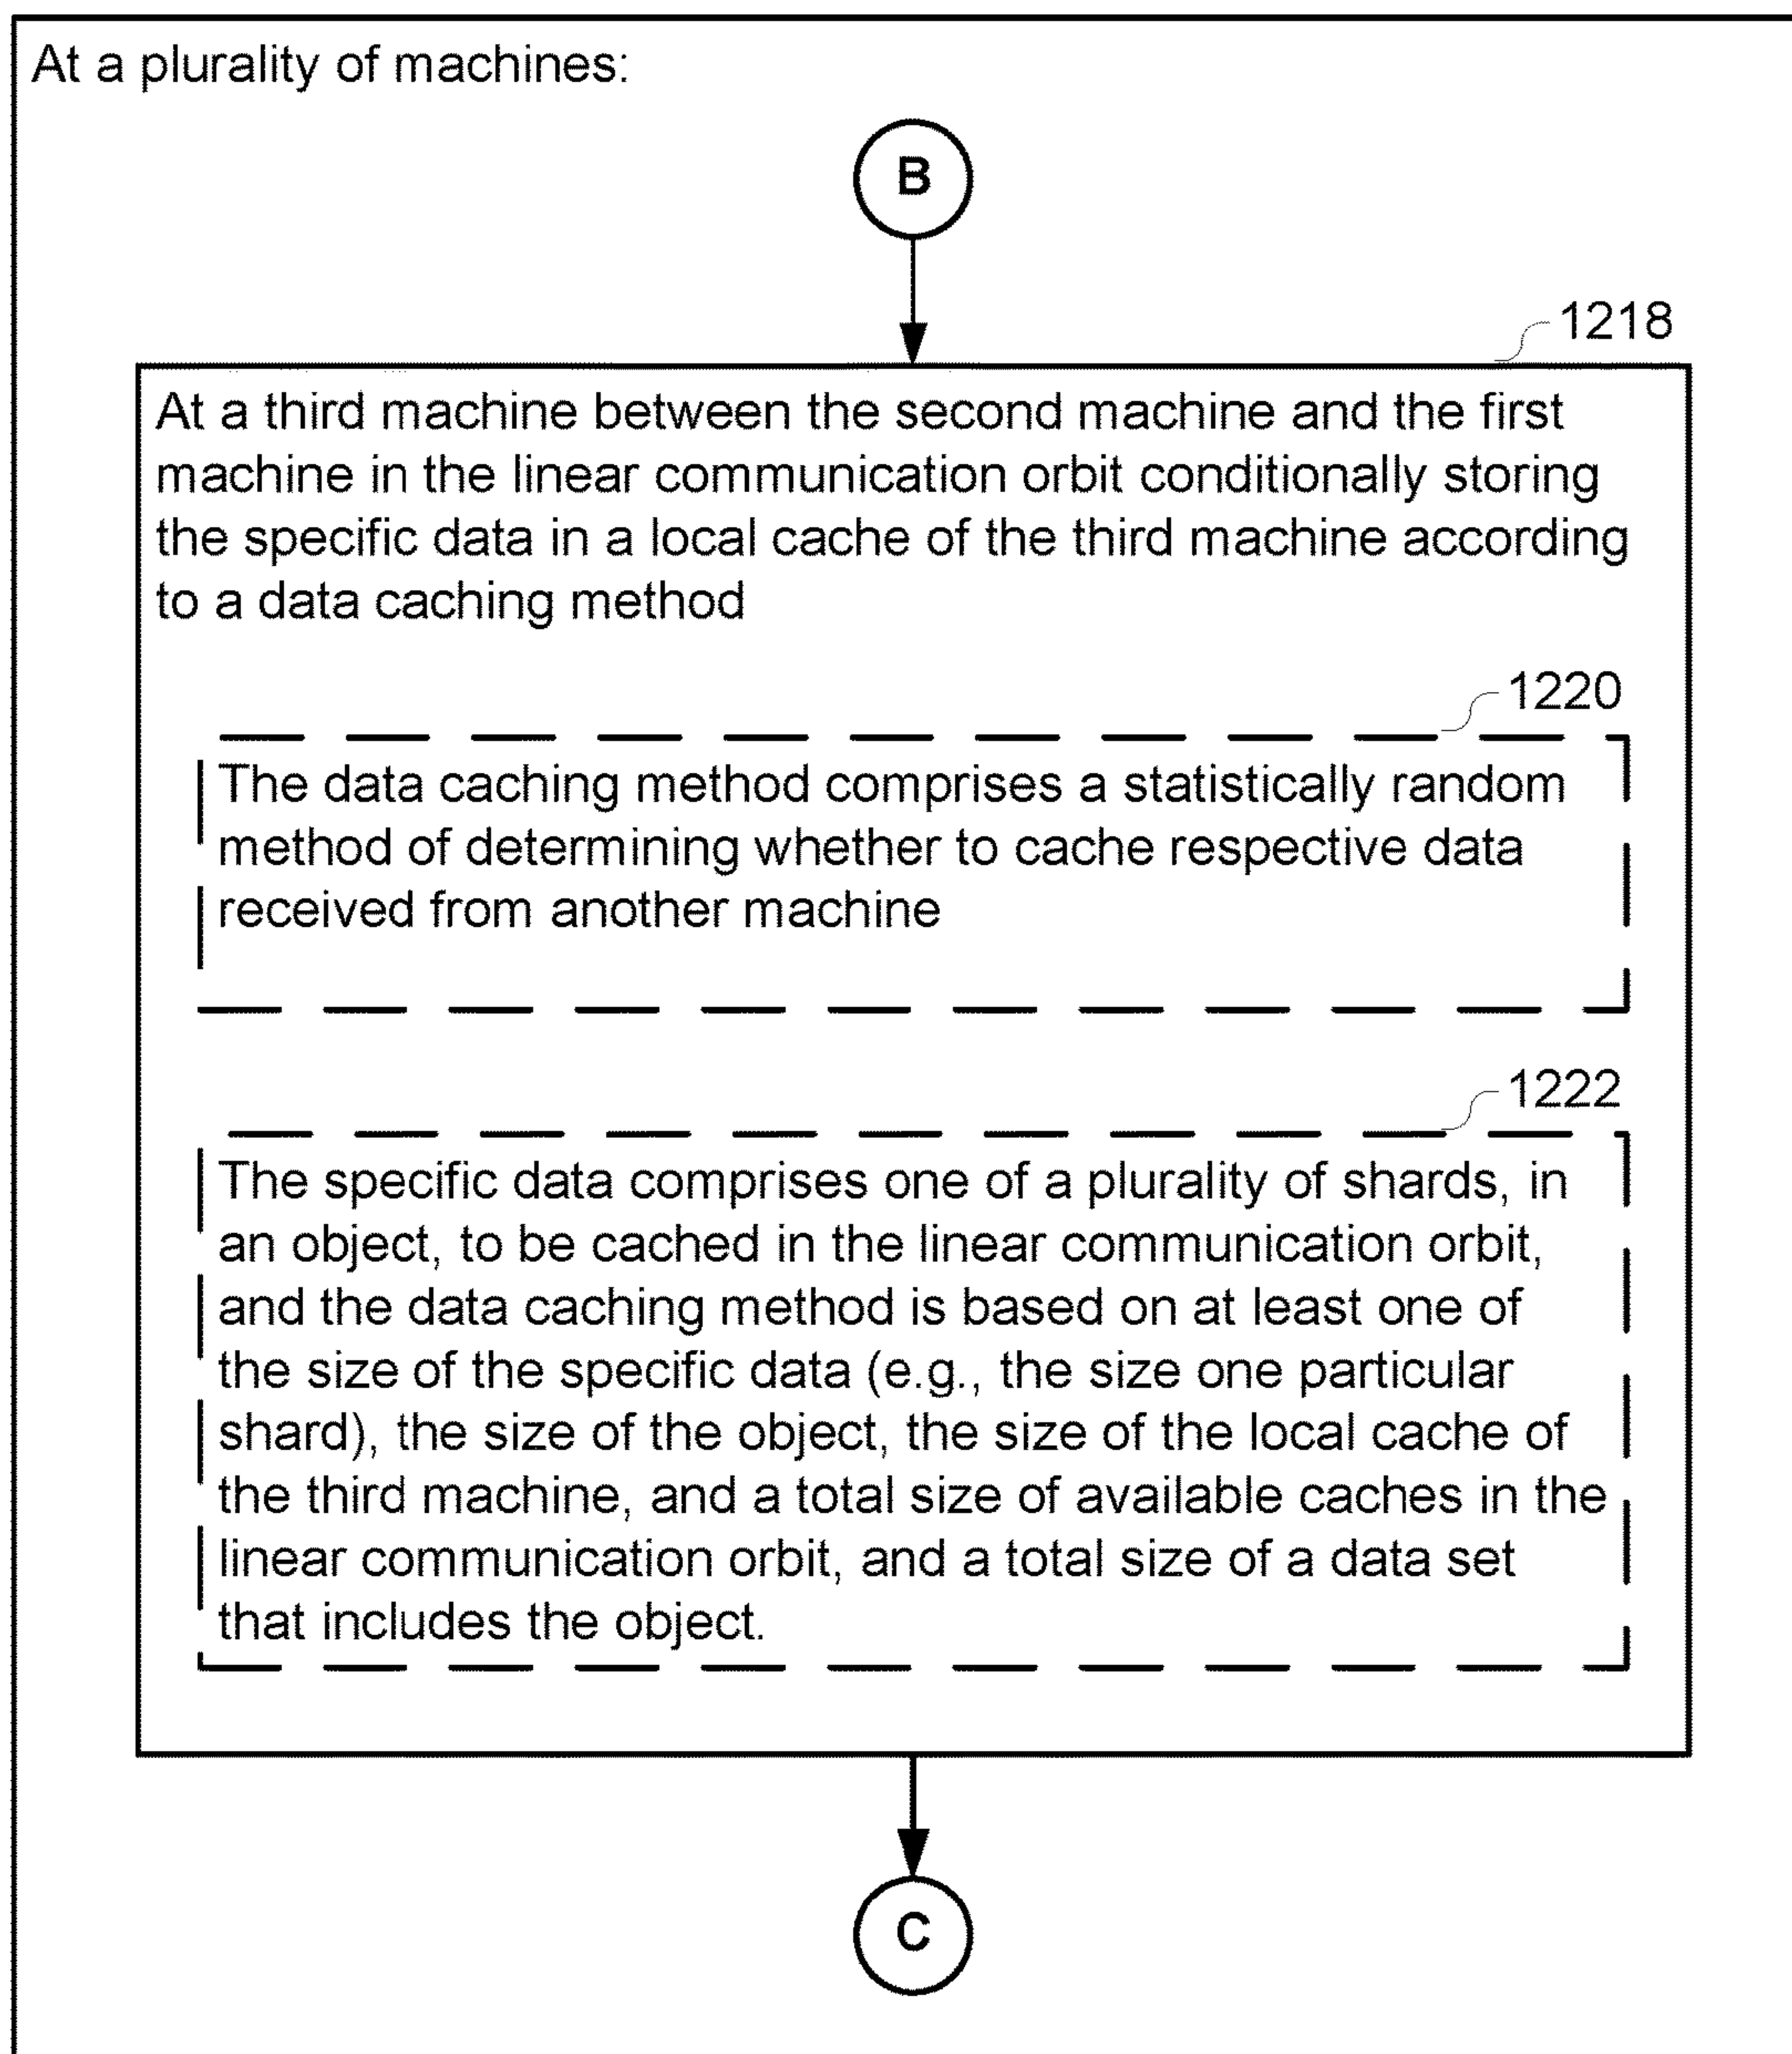 At a plurality of machines:
B
1218
At a third machine between the second machine and the first
machine in the linear communication orbit conditionally storing
the specific data in a local cache of the third machine according
to a data caching method
1220
The data caching method comprises a statistically random
method of determining whether to cache respective data
received from another machine
1222
The specific data comprises one of a plurality of shards, in
an object, to be cached in the linear communication orbit,
and the data caching method is based on at least one of
the size of the specific data (e.g., the size one particular
shard), the size of the object, the size of the local cache of
the third machine, and a total size of available caches in the
linear communication orbit, and a total size of a data set
that includes the object.
C